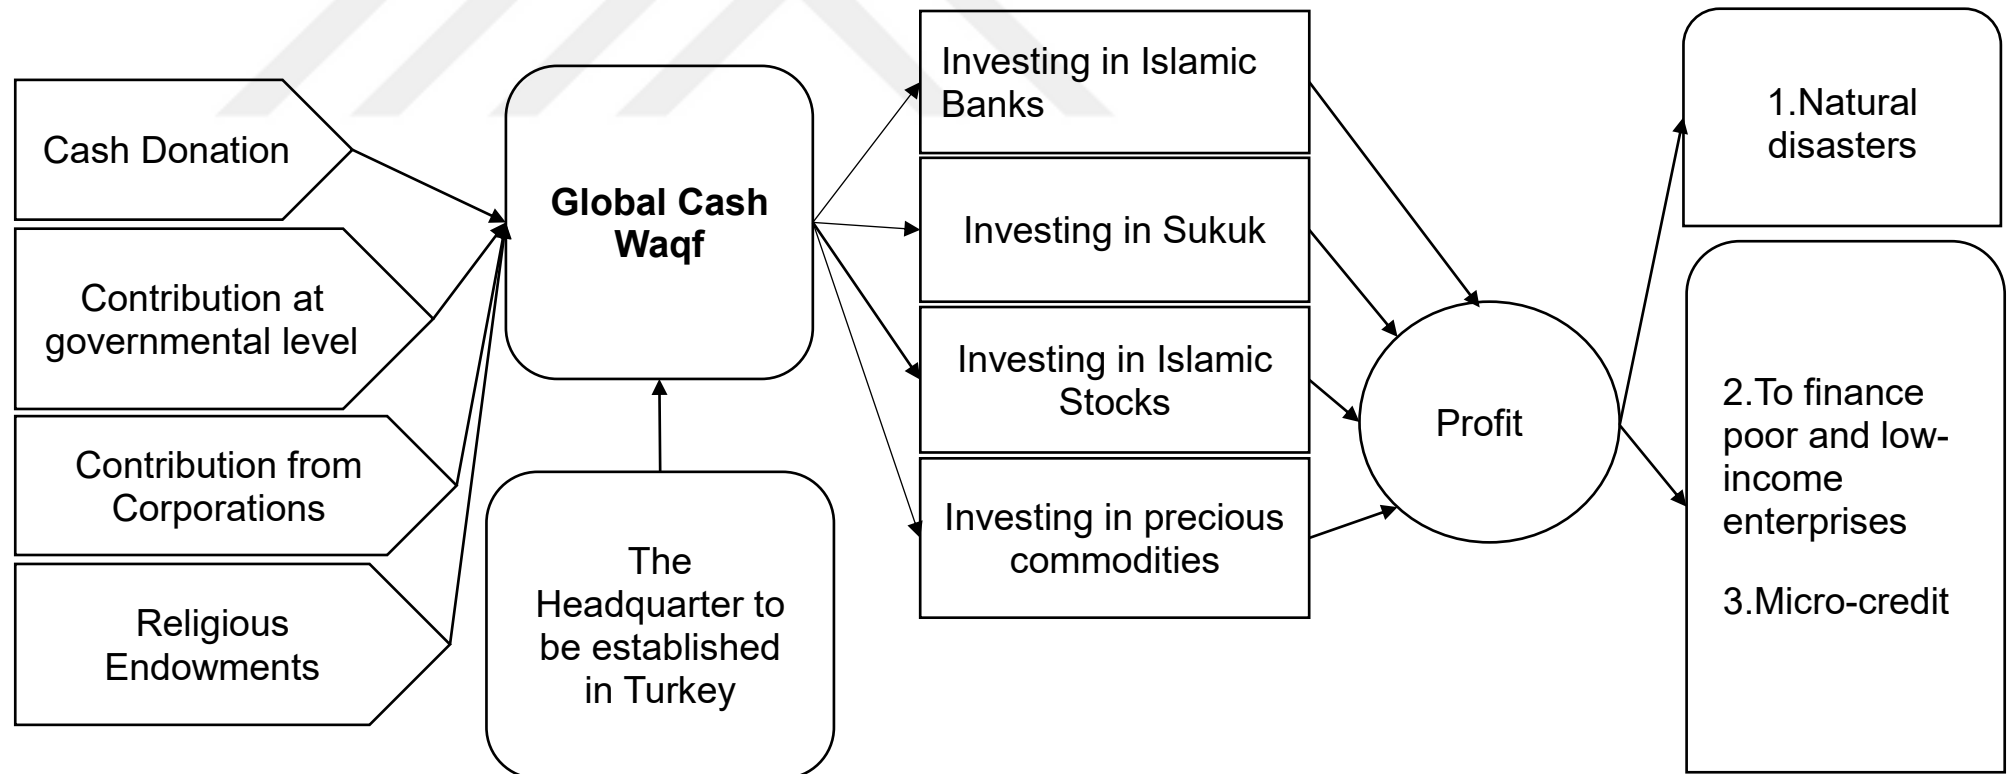 Cash Donation
Contribution at
governmental level
Contribution from
Corporations
Religious
Endowments
Global Cash
Waqf
The
Headquarter to
be established
in Turkey
Investing in Islamic
Banks
Investing in Sukuk
Investing in Islamic
Stocks
Investing in precious
commodities
Profit
1.Natural
disasters
2.To finance
poor and low-
income
enterprises
3.Micro-credit